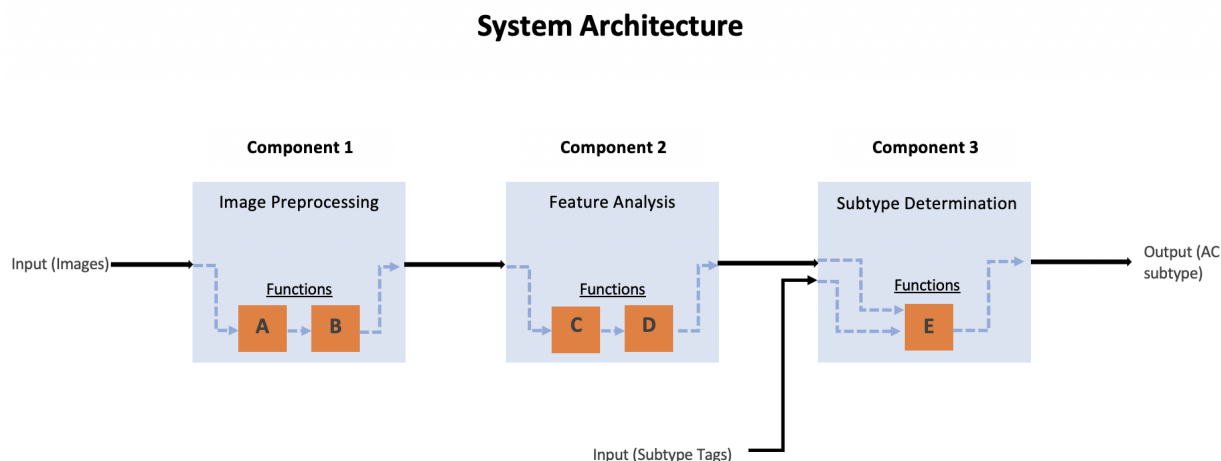 System Architecture
Component 1
Component 2
Component 3
Image Preprocessing
Feature Analysis
Subtype Determination
Input (Images)
Output (AC
subtype)
Functions
Functions
Functions
A
B
C
D
E
Input (Subtype Tags)